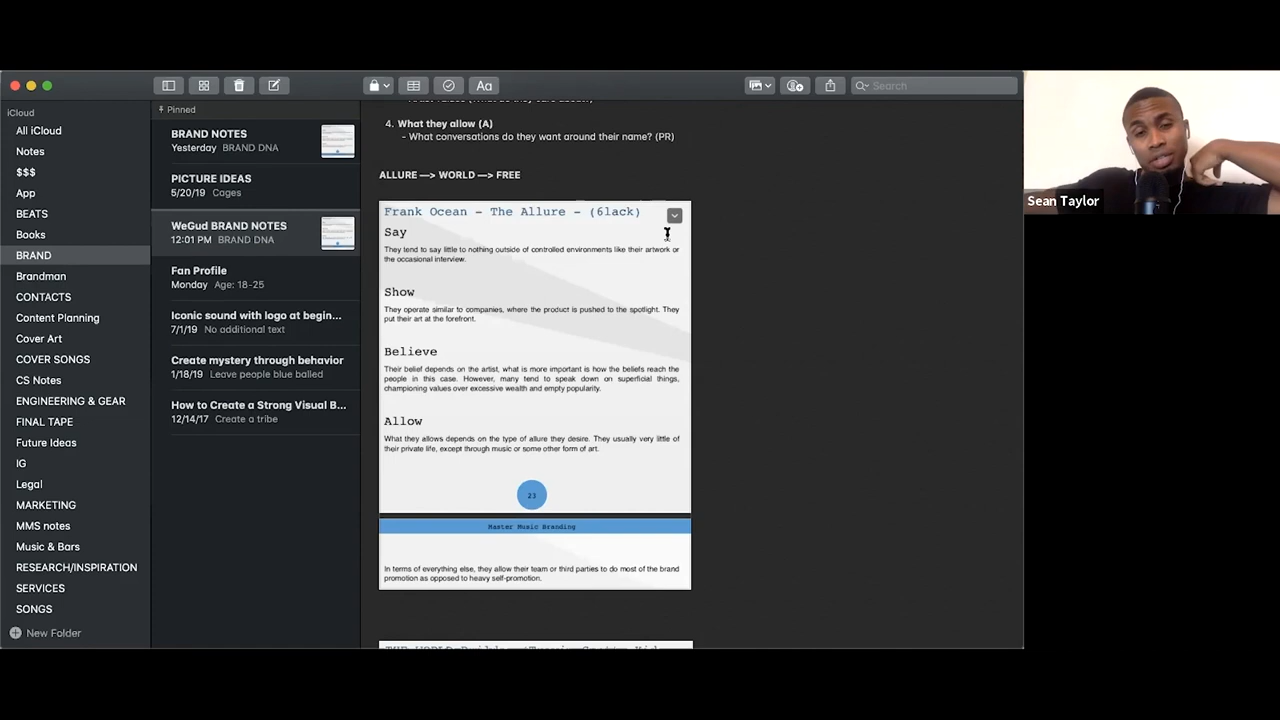 iCloud
All iCloud
Notes
$$$
App
BEATS
Books
BRAND
Brandman
CONTACTS
Content Planning
Cover Art
COVER SONGS
CS Notes
ENGINEERING & GEAR
FINAL TAPE
Future Ideas
IG
Legal
MARKETING
MMS notes
Music & Bars
RESEARCH/INSPIRATION
SERVICES
SONGS
New Folder
Pinned
BRAND NOTES
Yesterday BRAND DNA
PICTURE IDEAS
5/20/19 Cages
WeGual BRAND NOTES
12:01 PM BRAND DNA
Fan Profile
Monday Age: 18-25
Iconic sound with logo at begin...
7/1/19 No additional text
Create mystery through behavior
1/18/19 Leave people blue balled
How to Create a Strong Visual B...
12/14/17 Create a tribe
Aa
Search
4. What they allow (A)
- What conversations do they want around their name? (PR)
ALLURE —> WORLD —> FREE
Frank Ocean - The Allure - (6lack)
Say
They tend to say little to nothing outside of controlled environments like their artwork or
the occasional interview.
Show
They operate similar to companies, where the product is pushed to the spotlight. They
put their art at the forefront.
Believe
Their belief depends on the artist, what is more important is how the beliefs reach the
people in this case. However, many tend to speak down on superficial things,
championing values over excessive wealth and empty popularity.
Allow
What they allows depends on the type of allure they desire. They usually very little of
their private life, except through music or some other form of art.
23
Master Music Branding
In terms of everything else, they allow their team or third parties to do most of the brand
promotion as opposed to heavy self-promotion.
Sean Taylor